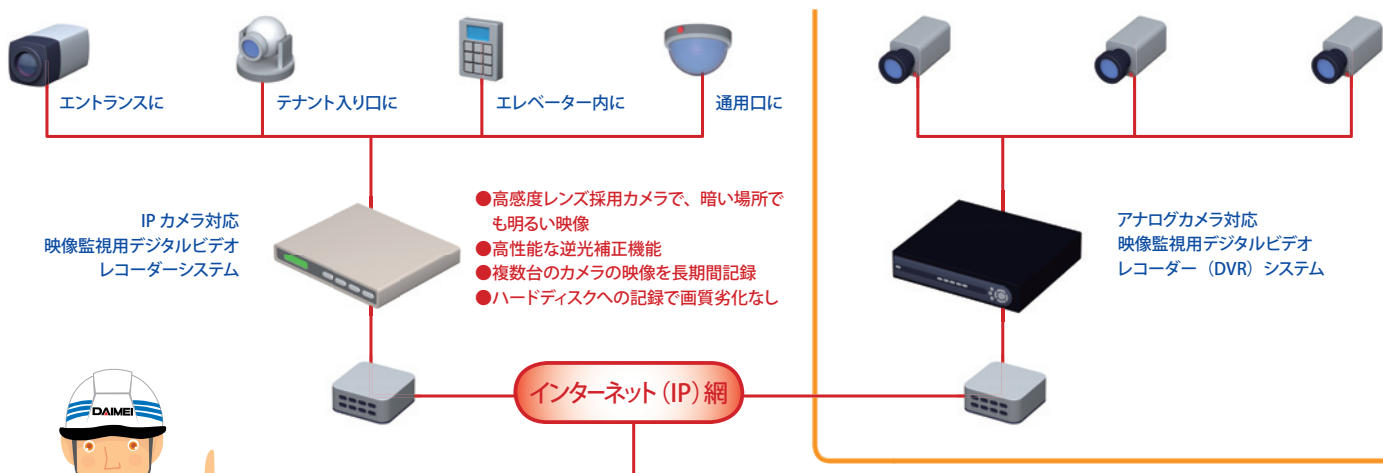 エントランスに
テナント入り口に
エレベーター内に
通用口に
IP カメラ対応
映像監視用デジタルビデオ
レコーダーシステム
●高感度レンズ採用カメラで、暗い場所で
も明るい映像
●高性能な逆光補正機能
●複数台のカメラの映像を長期間記録
●ハードディスクへの記録で画質劣化なし
アナログカメラ対応
映像監視用デジタルビデオ
レコーダー（DVR）システム
インターネット（IP）網
DAIMEI